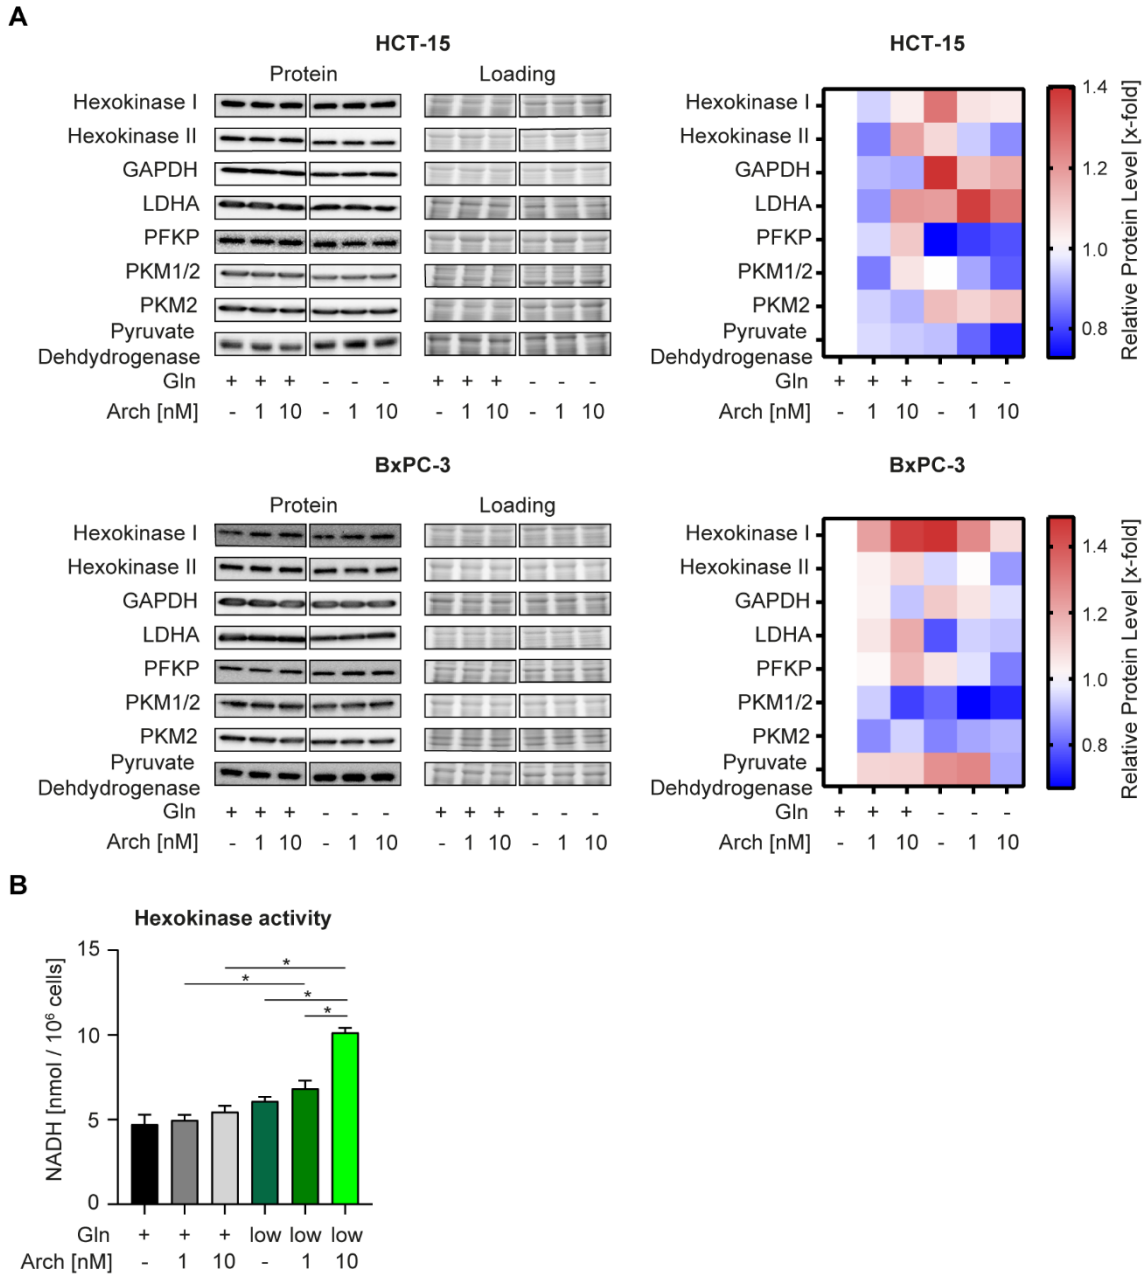 A
HCT-15
Protein Loading
Hexokinase I
Hexokinase II
GAPDH
LDHA
PFKP
PKM1/2
PKM2
Pyruvate
Dehdydrogenase
Gln + + + - - - + + + - - -
Arch [nM] - 1 10 - 1 10 - 1 10 - 1 10
HCT-15
Hexokinase I
Hexokinase II
GAPDH
LDHA
PFKP
PKM1/2
PKM2
Pyruvate
Dehdydrogenase
Gln + + + - - -
Arch [nM] - 1 10 - 1 10
1.4
1.2
1.0
0.8
Relative Protein Level [x-fold]
BxPC-3
Protein Loading
Hexokinase I
Hexokinase II
GAPDH
LDHA
PFKP
PKM1/2
PKM2
Pyruvate
Dehdydrogenase
Gln + + + - - - + + + - - -
Arch [nM] - 1 10 - 1 10 - 1 10 - 1 10
BxPC-3
Hexokinase I
Hexokinase II
GAPDH
LDHA
PFKP
PKM1/2
PKM2
Pyruvate
Dehdydrogenase
Gln + + + - - -
Arch [nM] - 1 10 - 1 10
1.4
1.2
1.0
0.8
Relative Protein Level [x-fold]
B
Hexokinase activity
NADH [nmol / 10⁶ cells]
15
10
5
0
*
*
*
*
Gln + + + low low low
Arch [nM] - 1 10 - 1 10